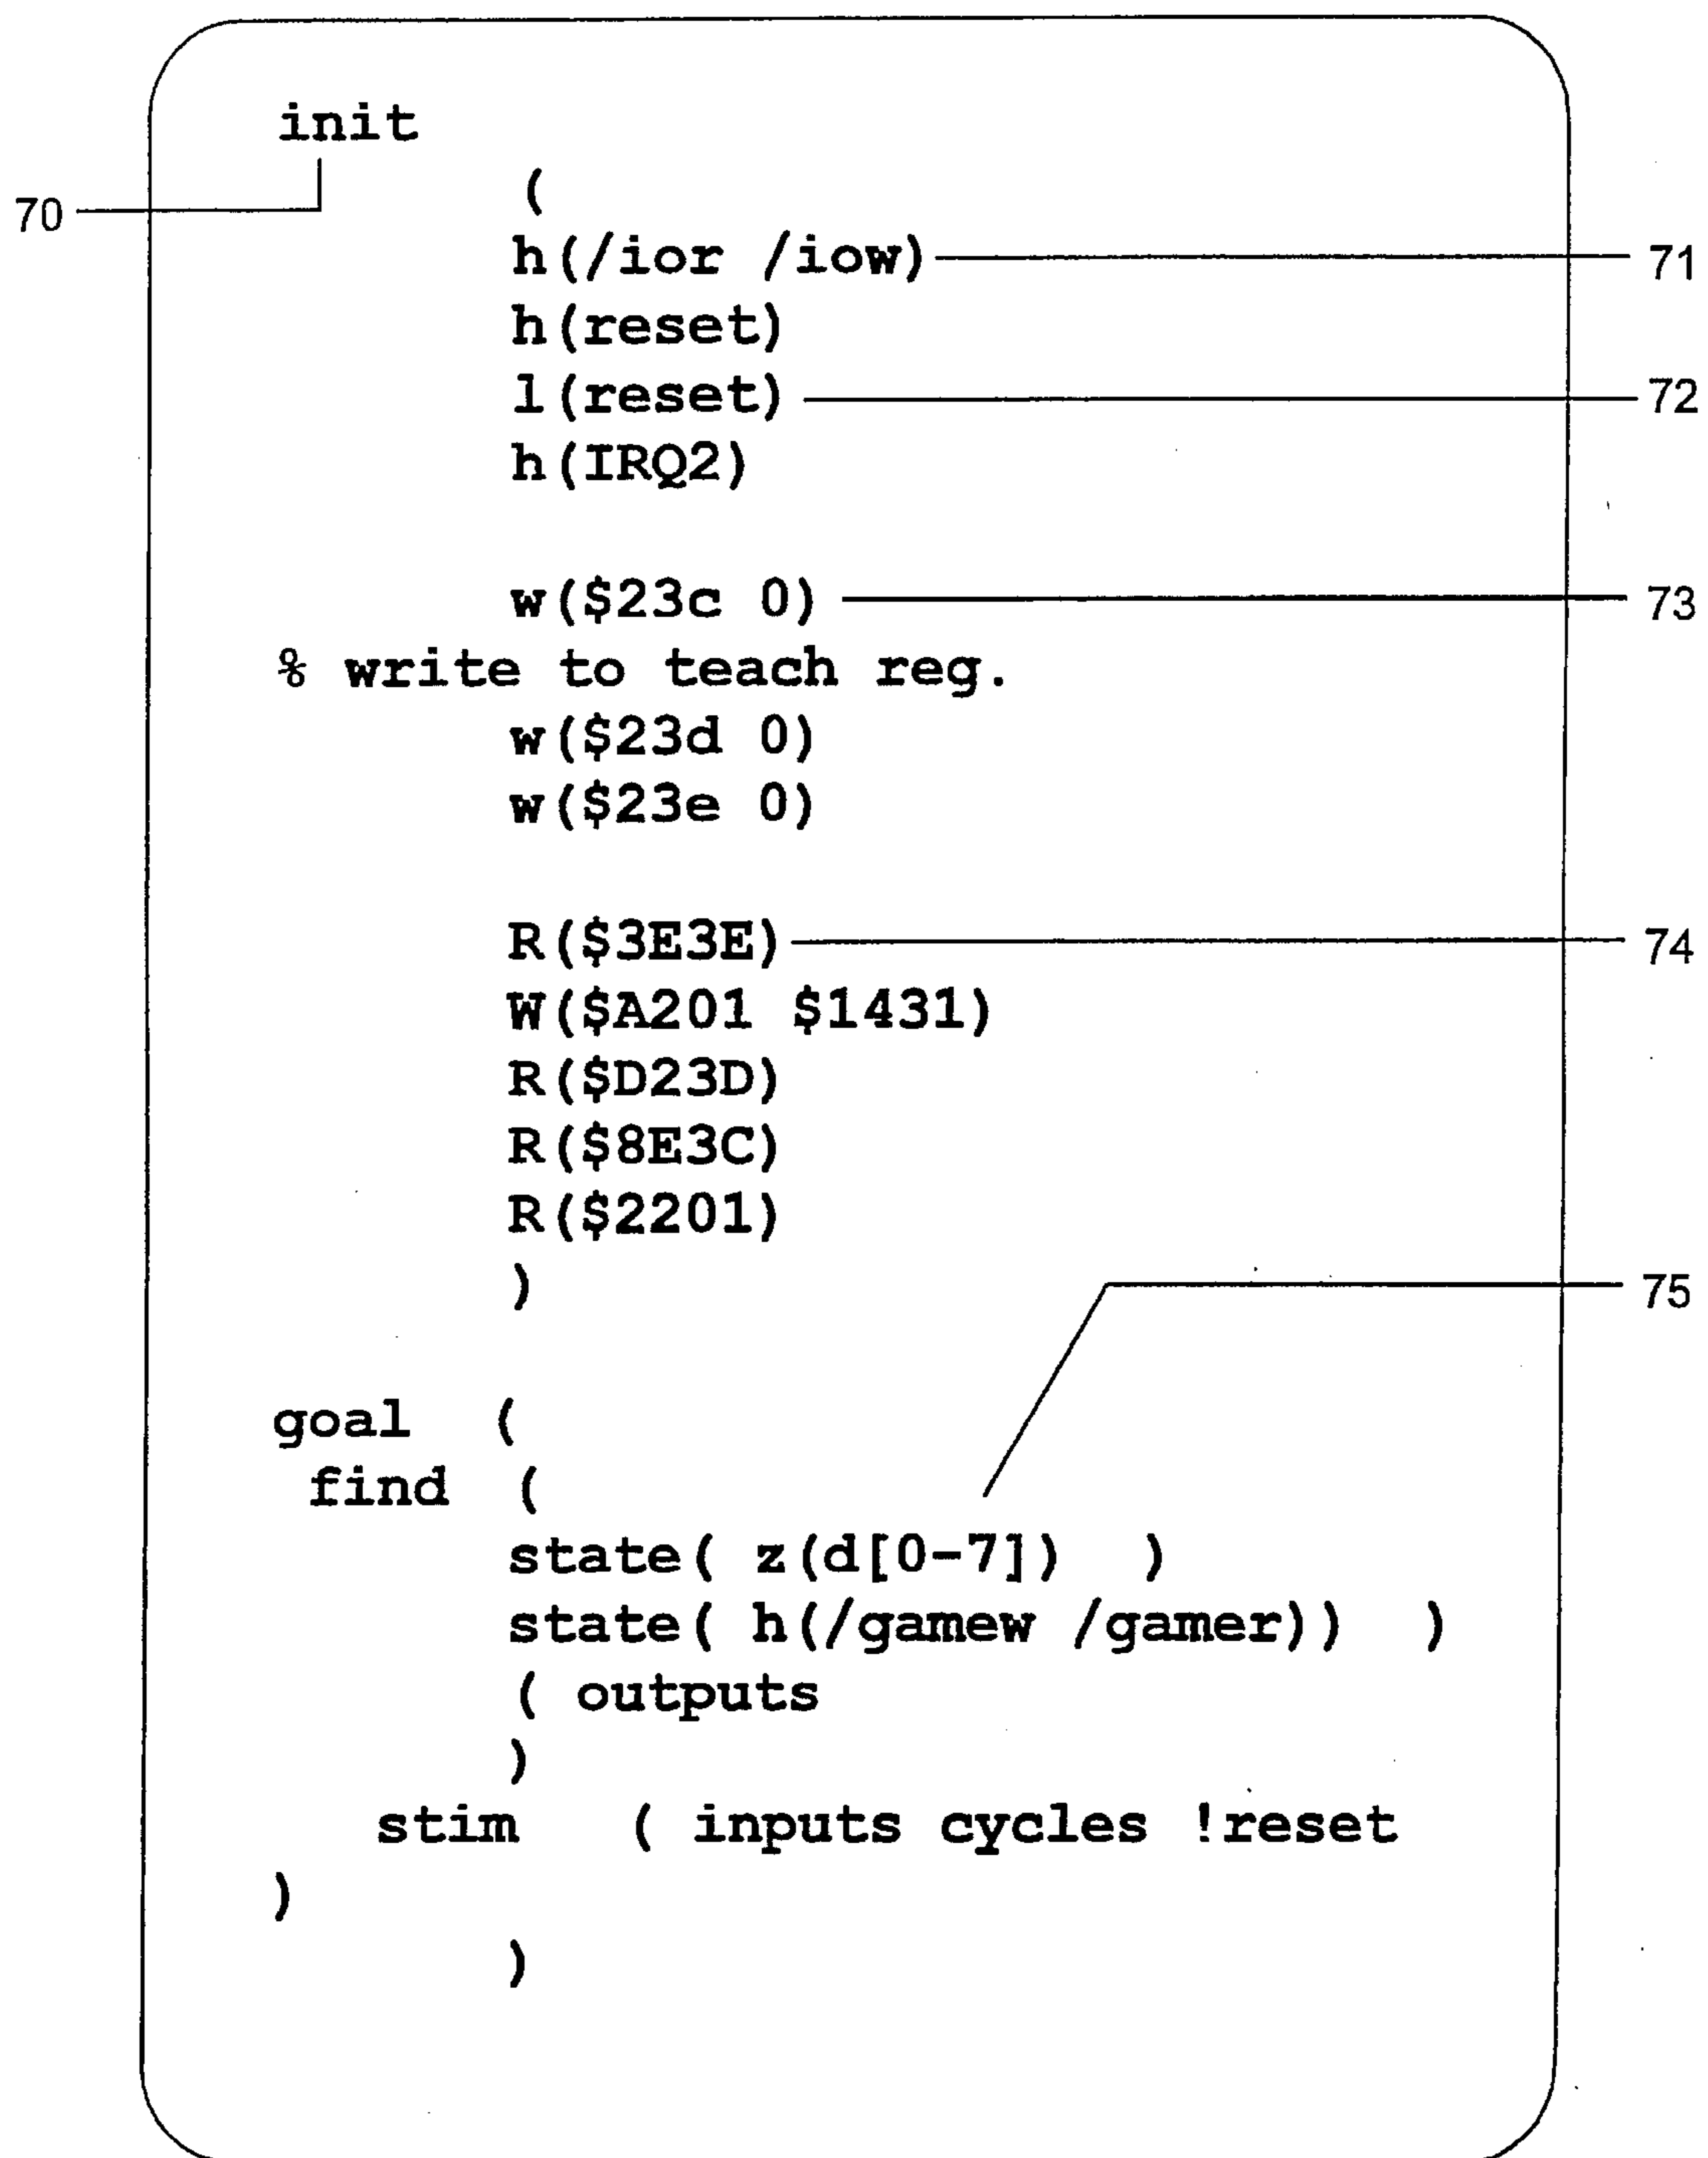 init
(
70
h(/ior /iow) 71
h(reset)
l(reset) 72
h(IRQ2)
w($23c 0) 73
% write to teach reg.
w($23d 0)
w($23e 0)
R($3E3E) 74
W($A201 $1431)
R($D23D)
R($8E3C)
R($2201)
)
75
goal (
find (
state( z(d[0-7]) )
state( h(/gamew /gamer)) )
( outputs
)
stim ( inputs cycles !reset
)
)